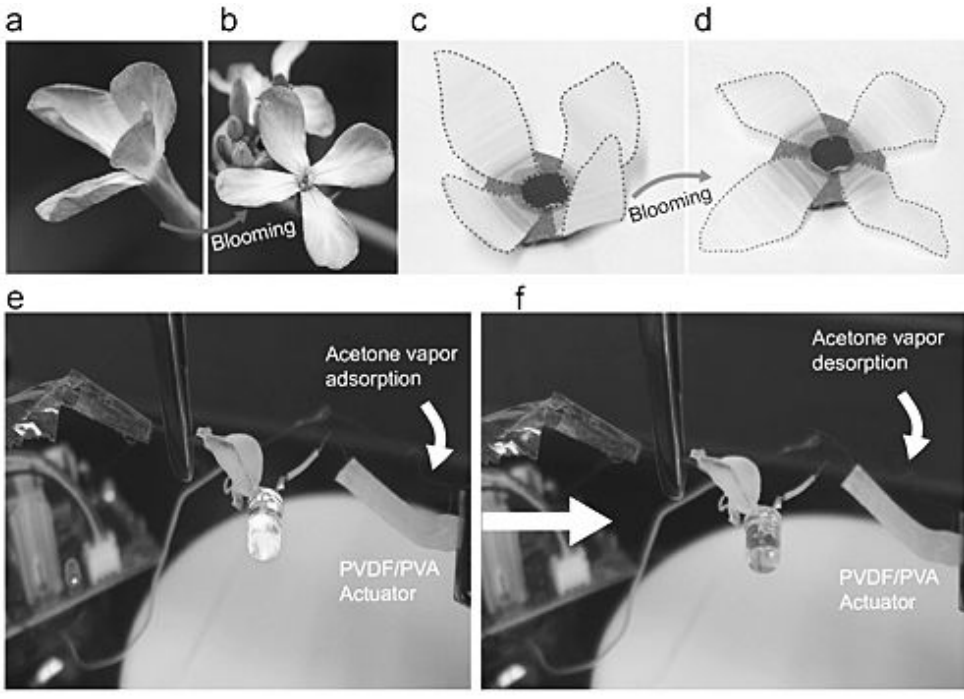 a
b
c
d
Blooming
Blooming
e
f
Acetone vapor
adsorption
Acetone vapor
desorption
PVDF/PVA
Actuator
PVDF/PVA
Actuator